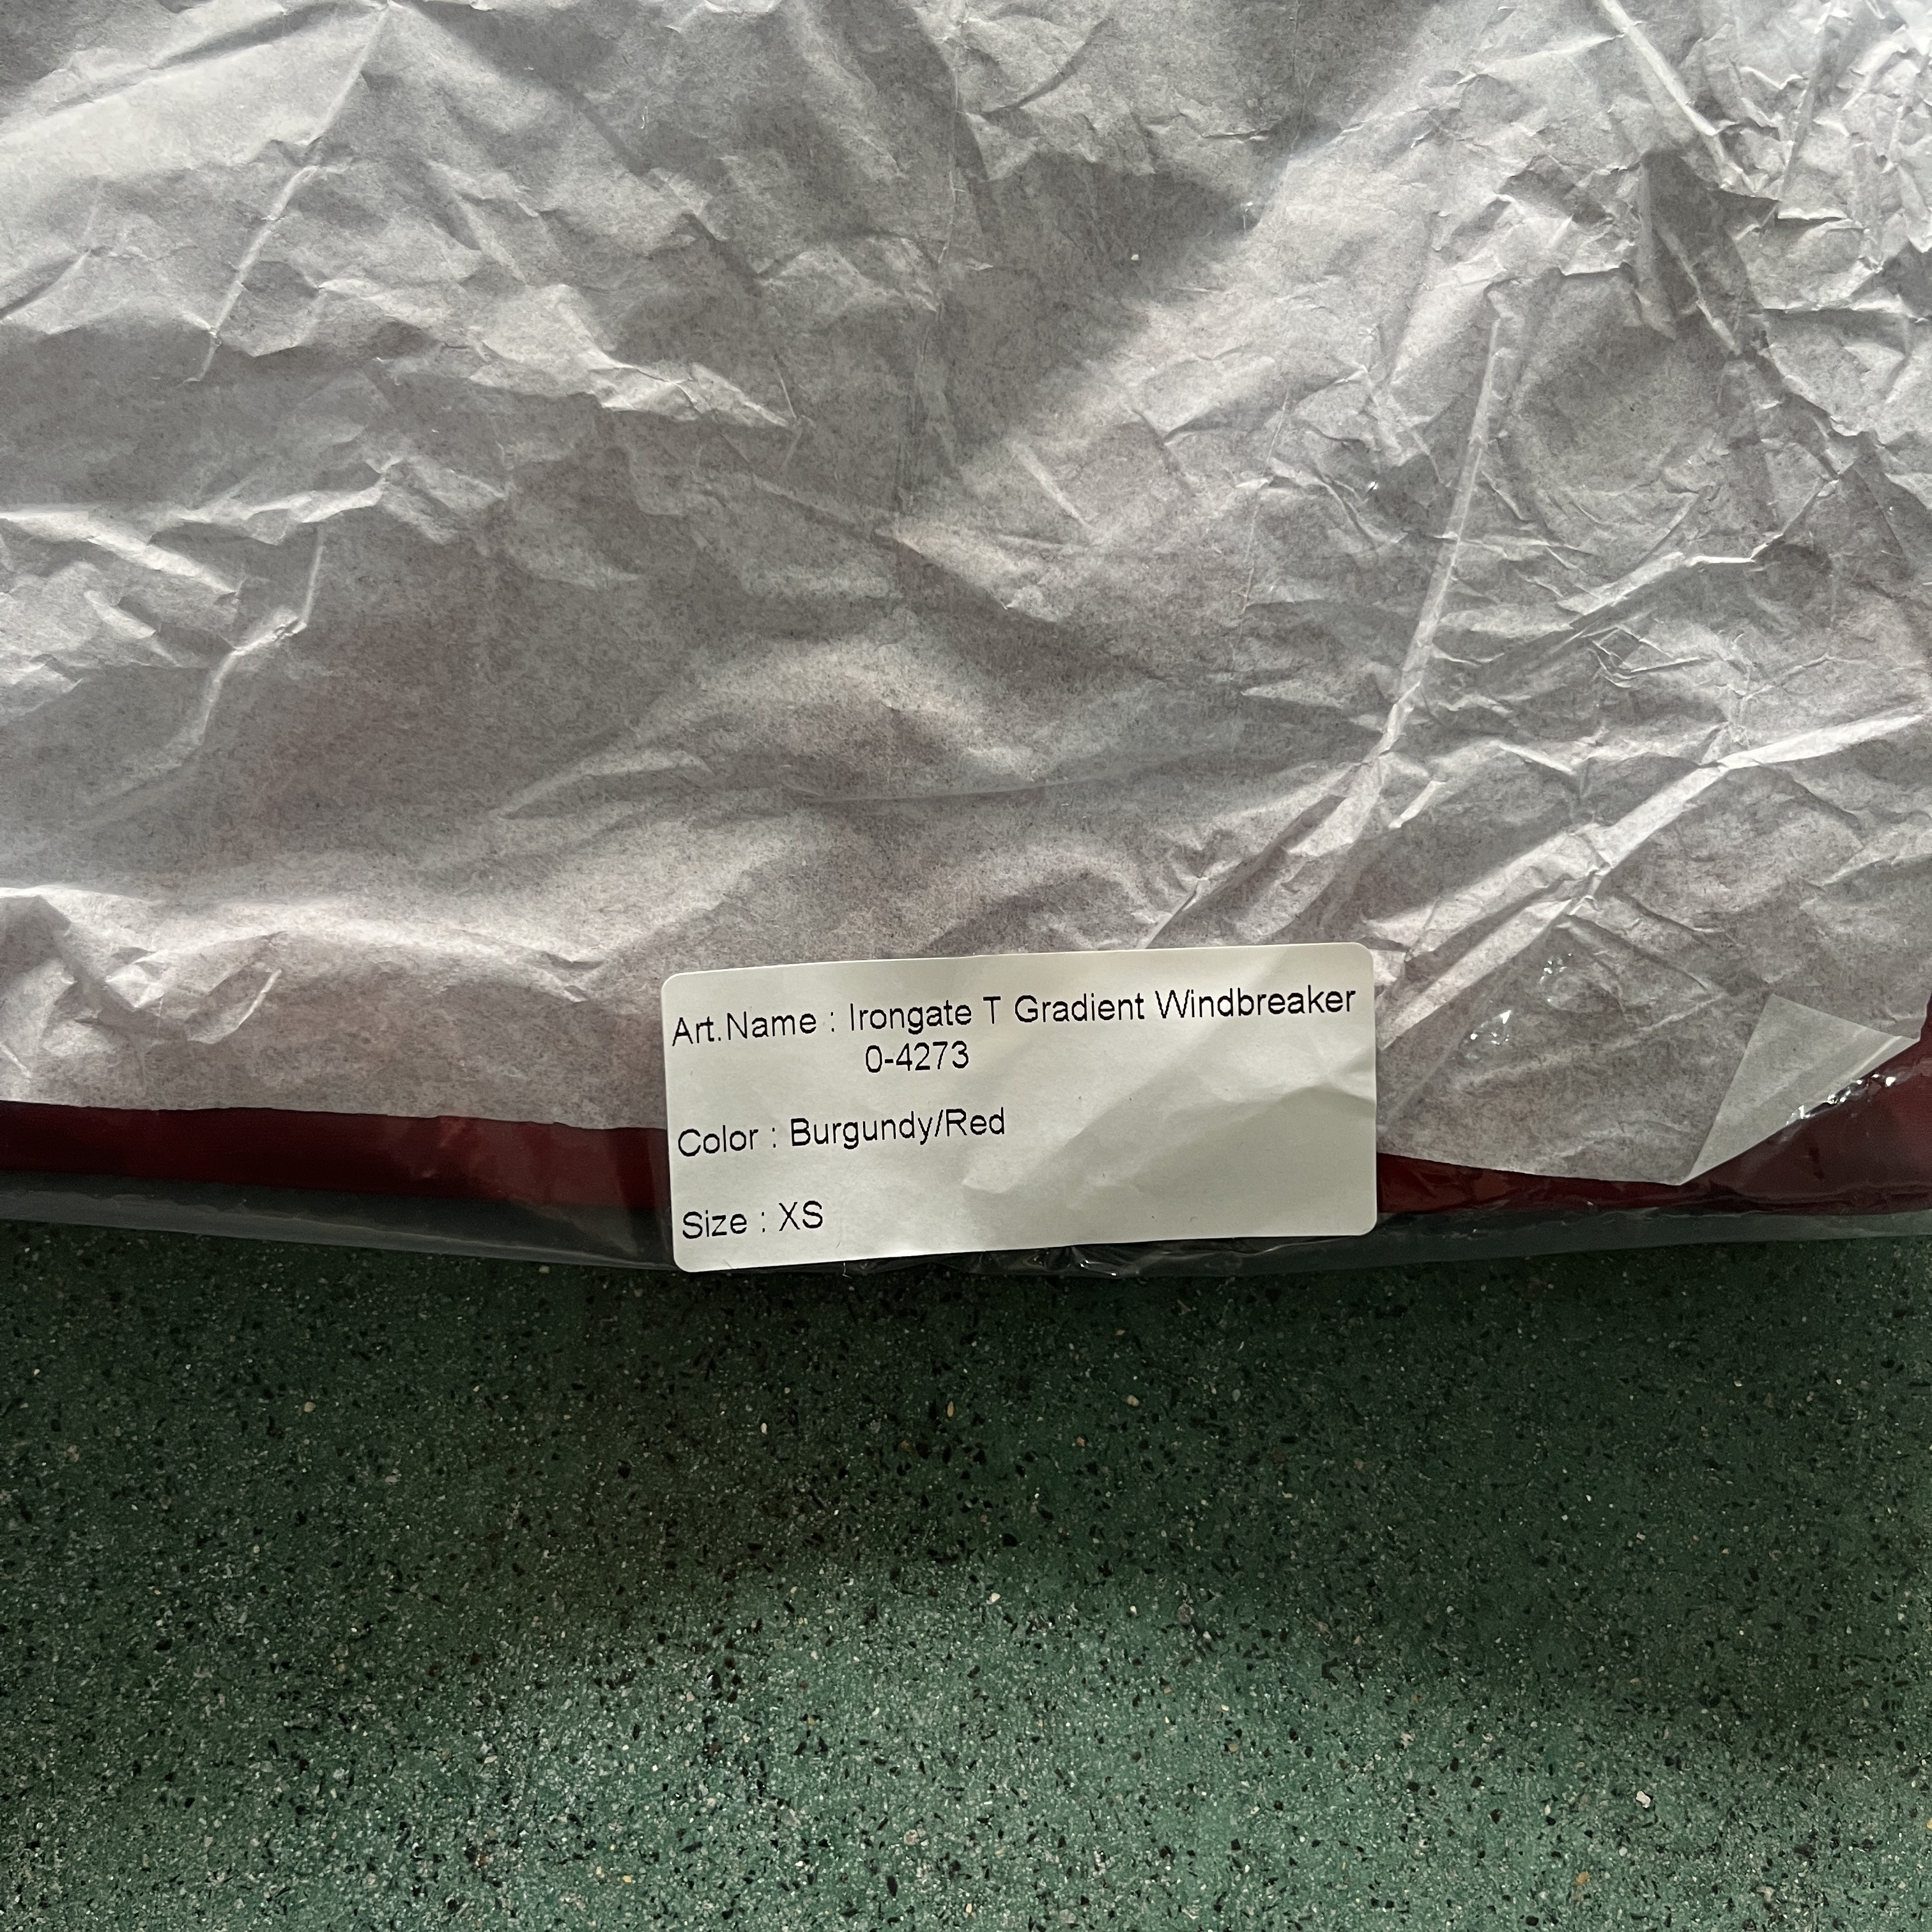 Art.Name : Irongate T Gradient Windbreaker
0-4273
Color : Burgundy/Red
Size : XS